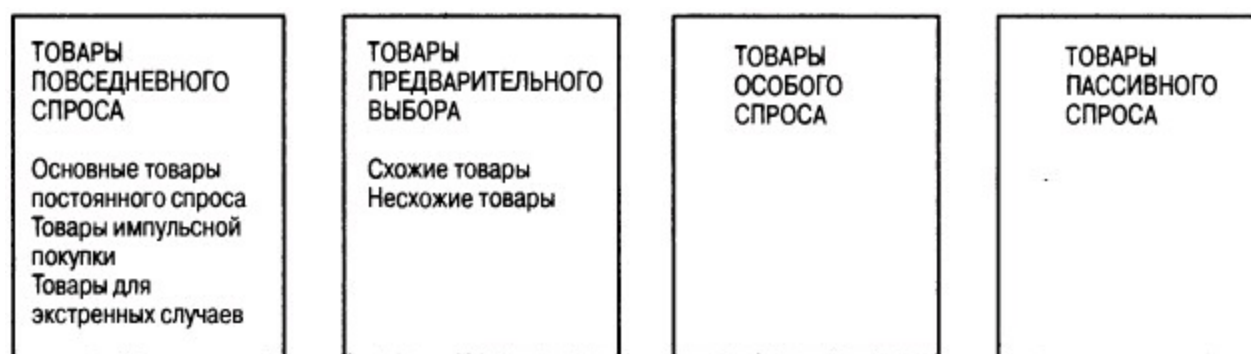 ТОВАРЫ
ПОВСЕДНЕВНОГО
СПРОСА
Основные товары
постоянного спроса
Товары импульсной
покупки
Товары для
экстренных случаев
ТОВАРЫ
ПРЕДВАРИТЕЛЬНОГО
ВЫБОРА
Схожие товары
Несхожие товары
ТОВАРЫ
ОСОБОГО
СПРОСА
ТОВАРЫ
ПАССИВНОГО
СПРОСА